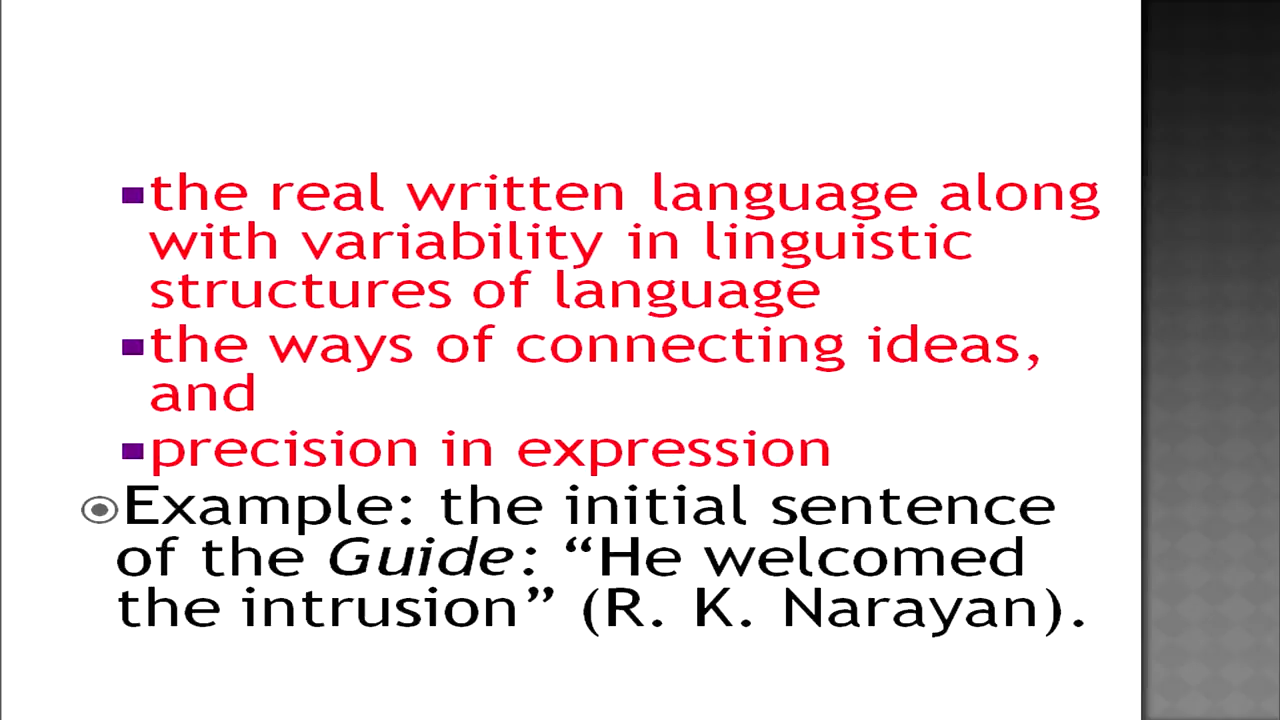 the real written language along
with variability in linguistic
structures of language
the ways of connecting ideas,
and
precision in expression
Example: the initial sentence
of the Guide: “He welcomed
the intrusion” (R. K. Narayan).